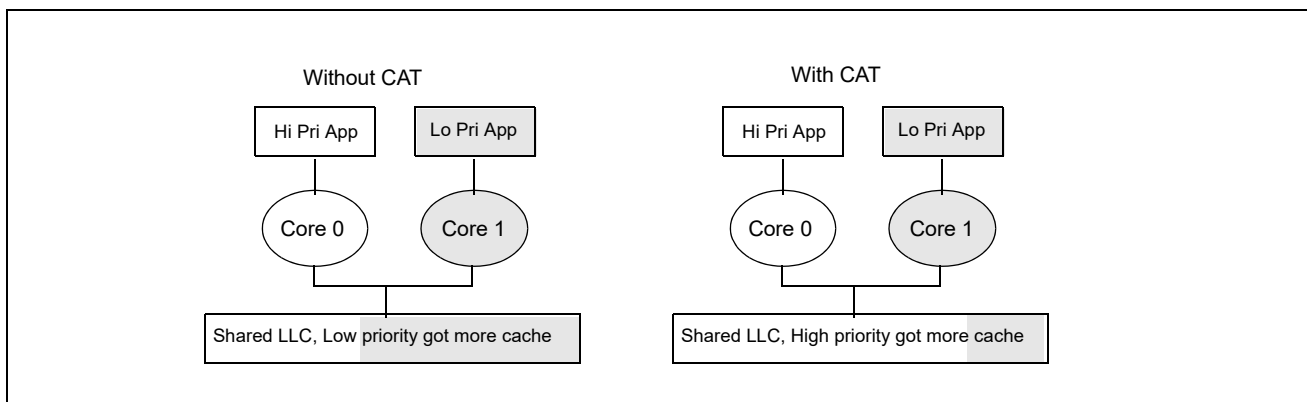 Without CAT
Hi Pri App
Lo Pri App
Core 0
Core 1
Shared LLC, Low priority got more cache
With CAT
Hi Pri App
Lo Pri App
Core 0
Core 1
Shared LLC, High priority got more cache